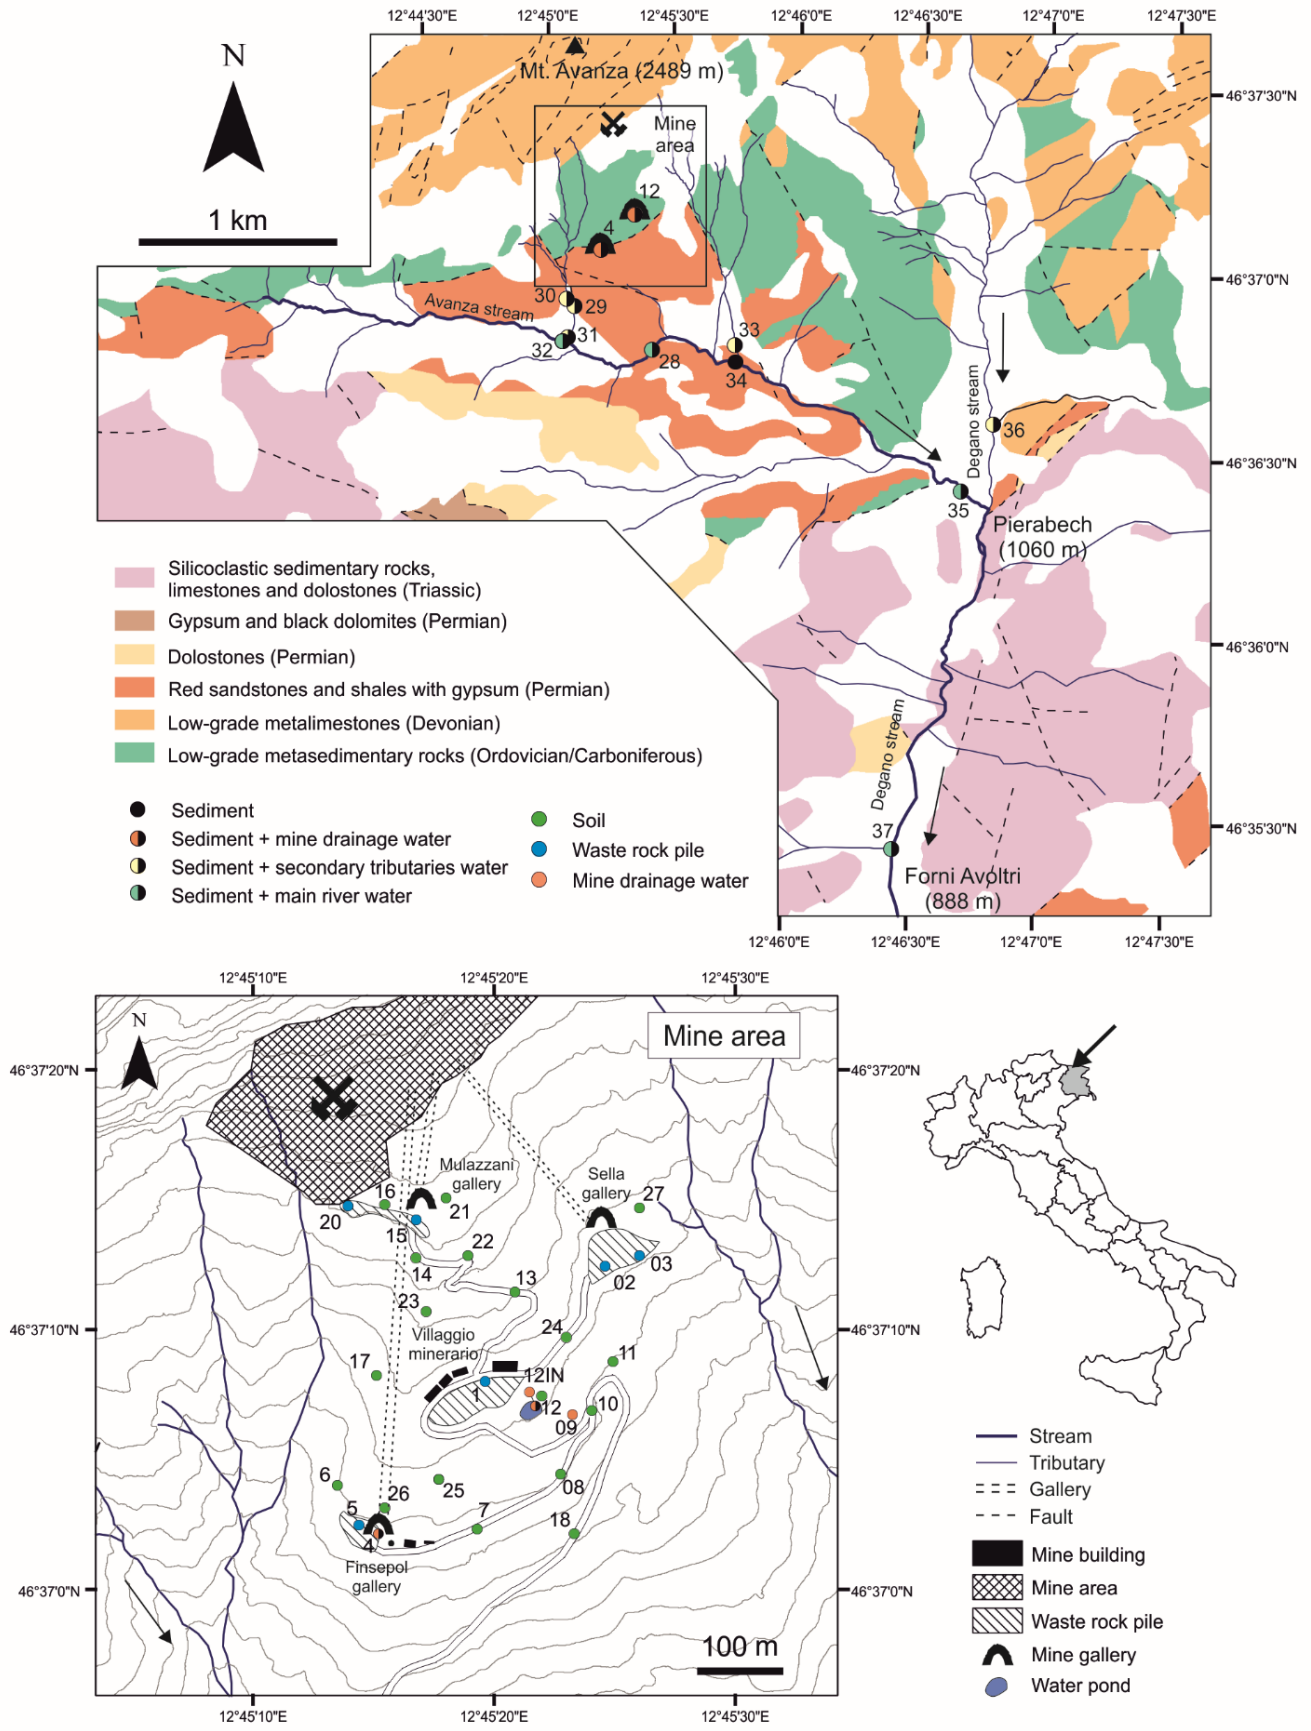 12°44'30"E
12°45'0"E
12°45'30"E
12°46'0"E
12°46'30"E
12°47'0"E
12°47'30"E
N
1 km
Mt. Avanza (2489 m)
Mine
area
46°37'30"N
12
4
46°37'0"N
Avanza stream
30
29
31
32
28
33
34
Degano stream
36
46°36'30"N
35
Pierabech
(1060 m)
46°36'0"N
Degano stream
46°35'30"N
37
Forni Avoltri
(888 m)
12°46'0"E
12°46'30"E
12°47'0"E
12°47'30"E
Silicoclastic sedimentary rocks,
limestones and dolostones (Triassic)
Gypsum and black dolomites (Permian)
Dolostones (Permian)
Red sandstones and shales with gypsum (Permian)
Low-grade metalimestones (Devonian)
Low-grade metasedimentary rocks (Ordovician/Carboniferous)
Sediment
Sediment + mine drainage water
Sediment + secondary tributaries water
Sediment + main river water
Soil
Waste rock pile
Mine drainage water
12°45'10"E
12°45'20"E
12°45'30"E
N
Mine area
46°37'20"N
46°37'20"N
Mulazzani
gallery
Sella
gallery
16
20
15
21
27
22
14
03
02
13
23
24
46°37'10"N
46°37'10"N
Villaggio
minerario
11
17
12IN
1
12
10
09
6
25
08
26
5
7
18
4
Finsepol
gallery
46°37'0"N
46°37'0"N
100 m
12°45'10"E
12°45'20"E
12°45'30"E
Stream
Tributary
Gallery
Fault
Mine building
Mine area
Waste rock pile
Mine gallery
Water pond